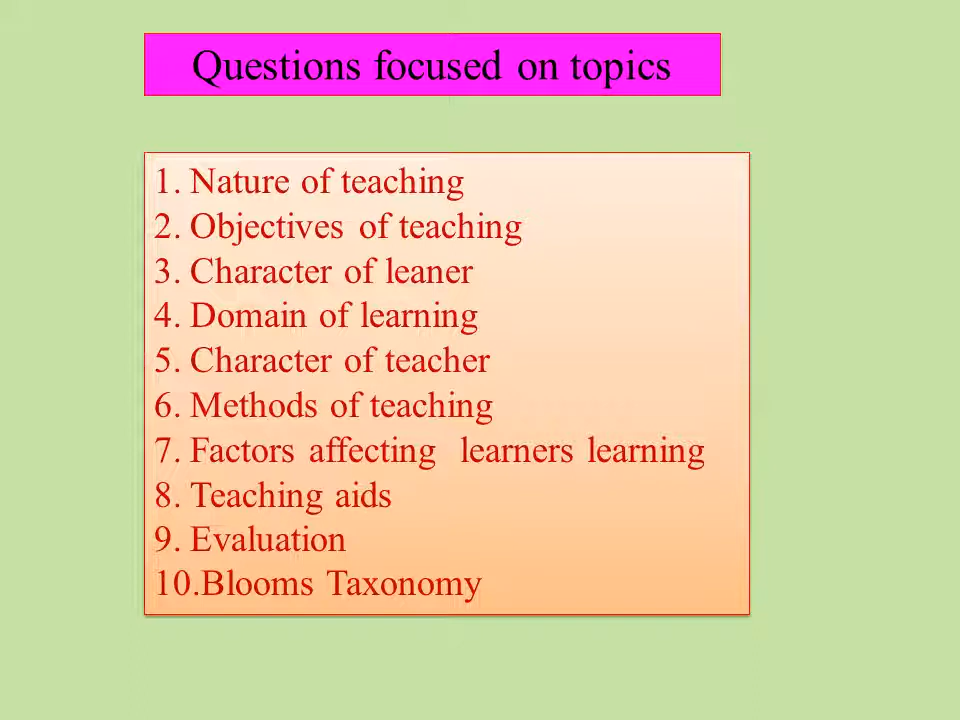 Questions focused on topics
1. Nature of teaching
2. Objectives of teaching
3. Character of leaner
4. Domain of learning
5. Character of teacher
6. Methods of teaching
7. Factors affecting  learners learning
8. Teaching aids
9. Evaluation
10.Blooms Taxonomy